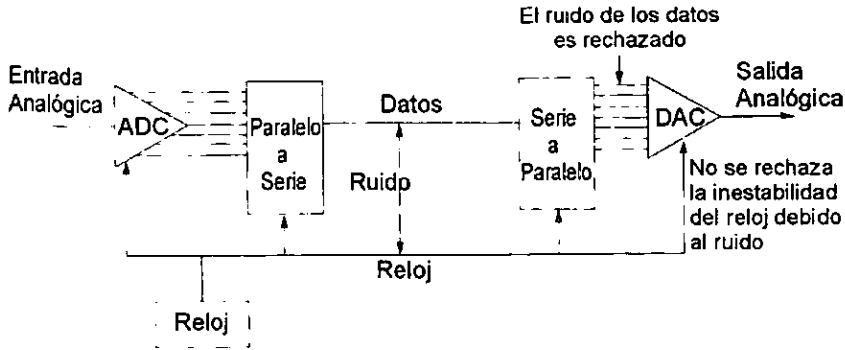 El ruido de los datos
es rechazado
Entrada
Analógica
ADC
Paralelo
a
Serie
Datos
Ruido
Serie
a
Paralelo
DAC
Salida
Analógica
No se rechaza
la inestabilidad
del reloj debido
al ruido
Reloj
Reloj